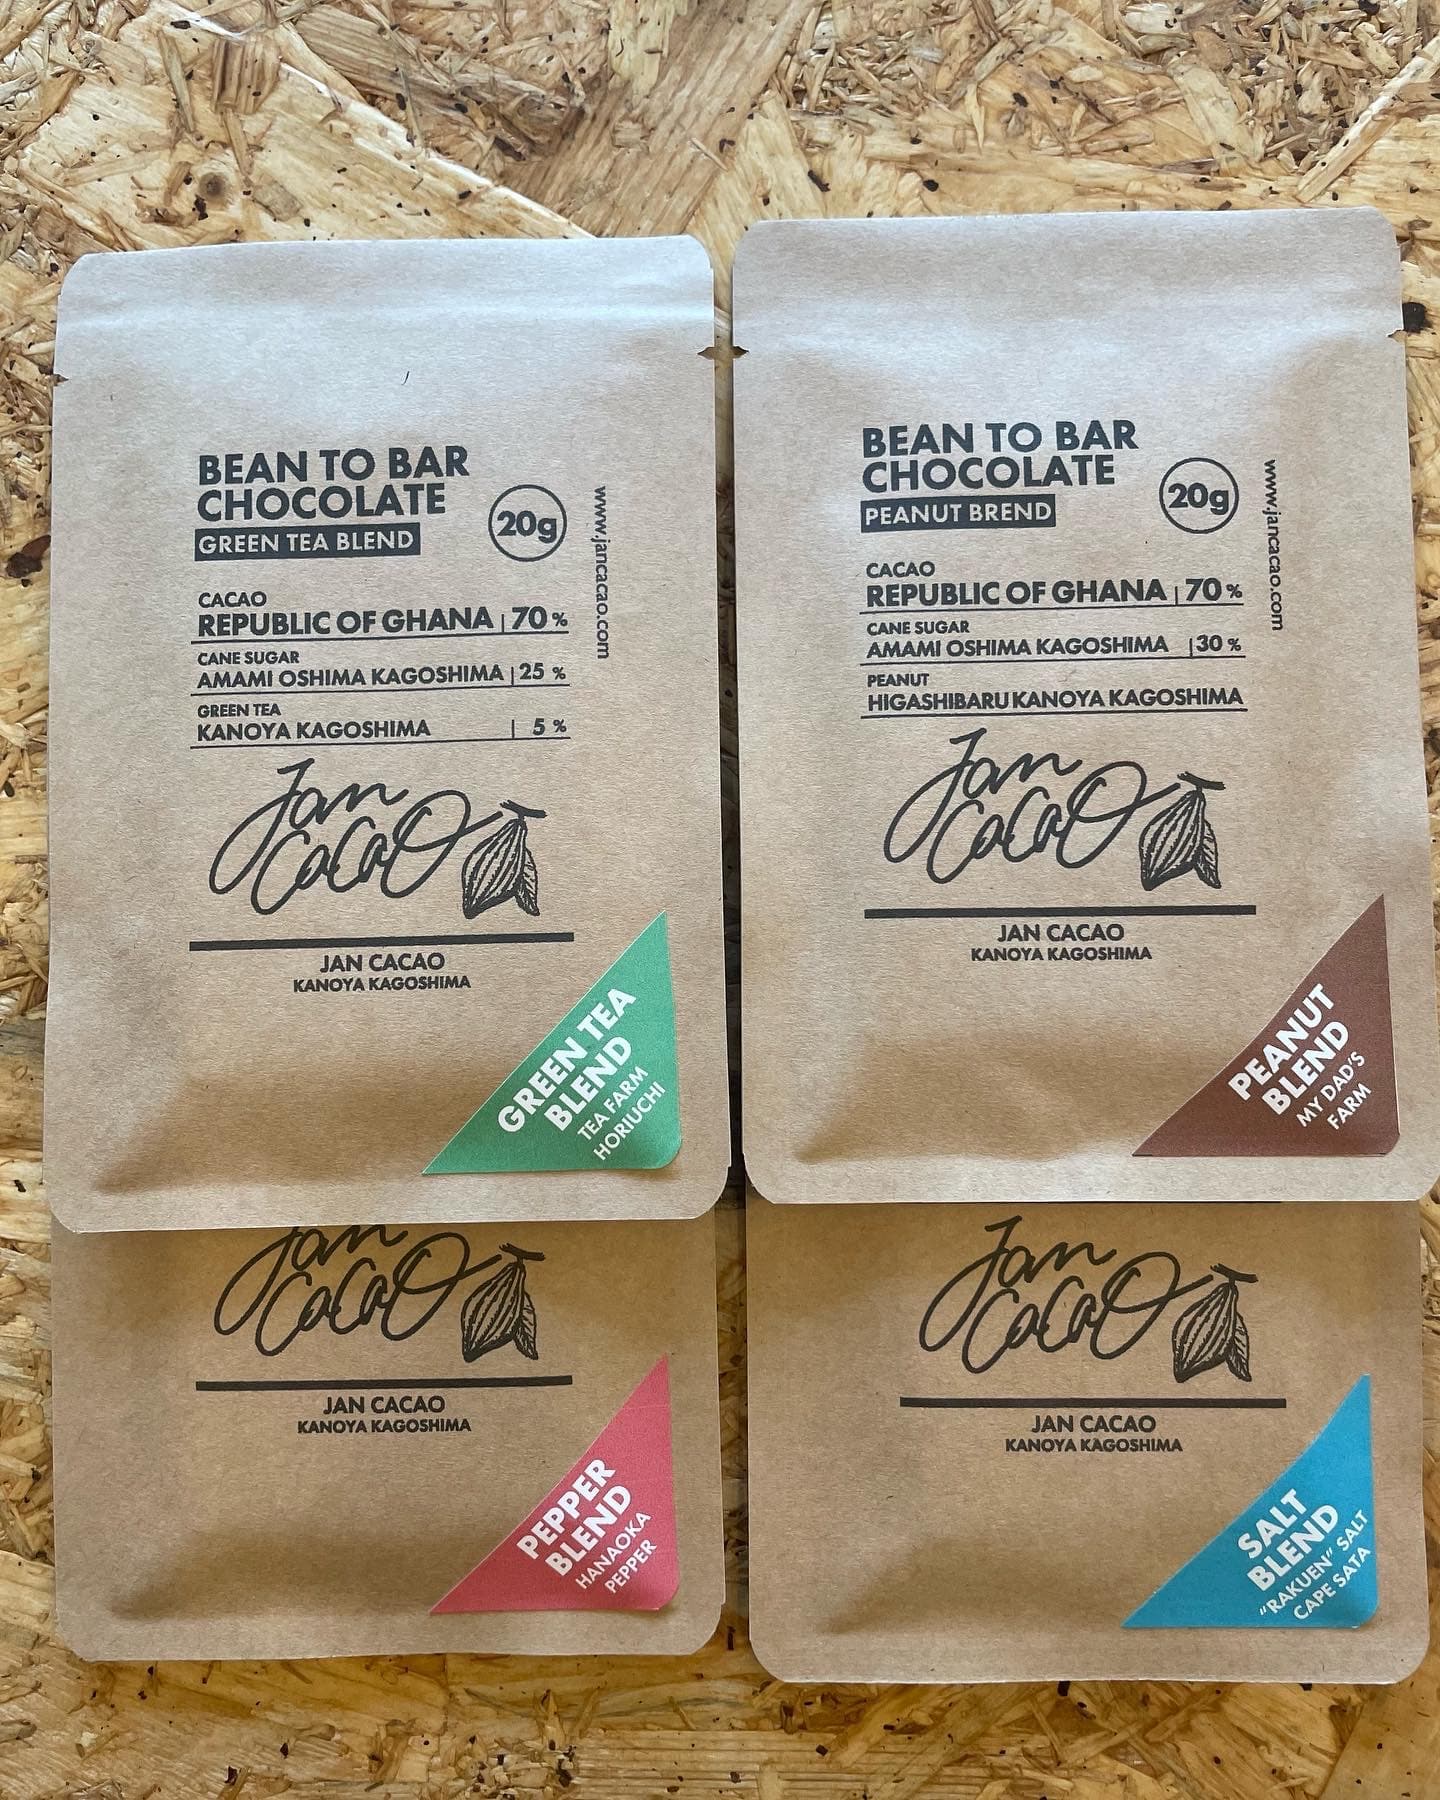 BEAN TO BAR
CHOCOLATE
GREEN TEA BLEND
20g
www.jancacao.com
CACAO
REPUBLIC OF GHANA | 70 %
CANE SUGAR
AMAMI OSHIMA KAGOSHIMA | 25 %
GREEN TEA
KANOYA KAGOSHIMA | 5 %
Jan
CaCaO
JAN CACAO
KANOYA KAGOSHIMA
GREEN TEA
BLEND
TEA FARM
HORIUCHI
BEAN TO BAR
CHOCOLATE
PEANUT BREND
20g
www.jancacao.com
CACAO
REPUBLIC OF GHANA | 70 %
CANE SUGAR
AMAMI OSHIMA KAGOSHIMA | 30 %
PEANUT
HIGASHIBARU KANOYA KAGOSHIMA
Jan
CaCaO
JAN CACAO
KANOYA KAGOSHIMA
PEANUT
BLEND
MY DAD'S
FARM
Jan
CaCaO
JAN CACAO
KANOYA KAGOSHIMA
PEPPER
BLEND
HANAOKA
PEPPER
Jan
CaCaO
JAN CACAO
KANOYA KAGOSHIMA
SALT
BLEND
"RAKUEN" SALT
CAPE SATA